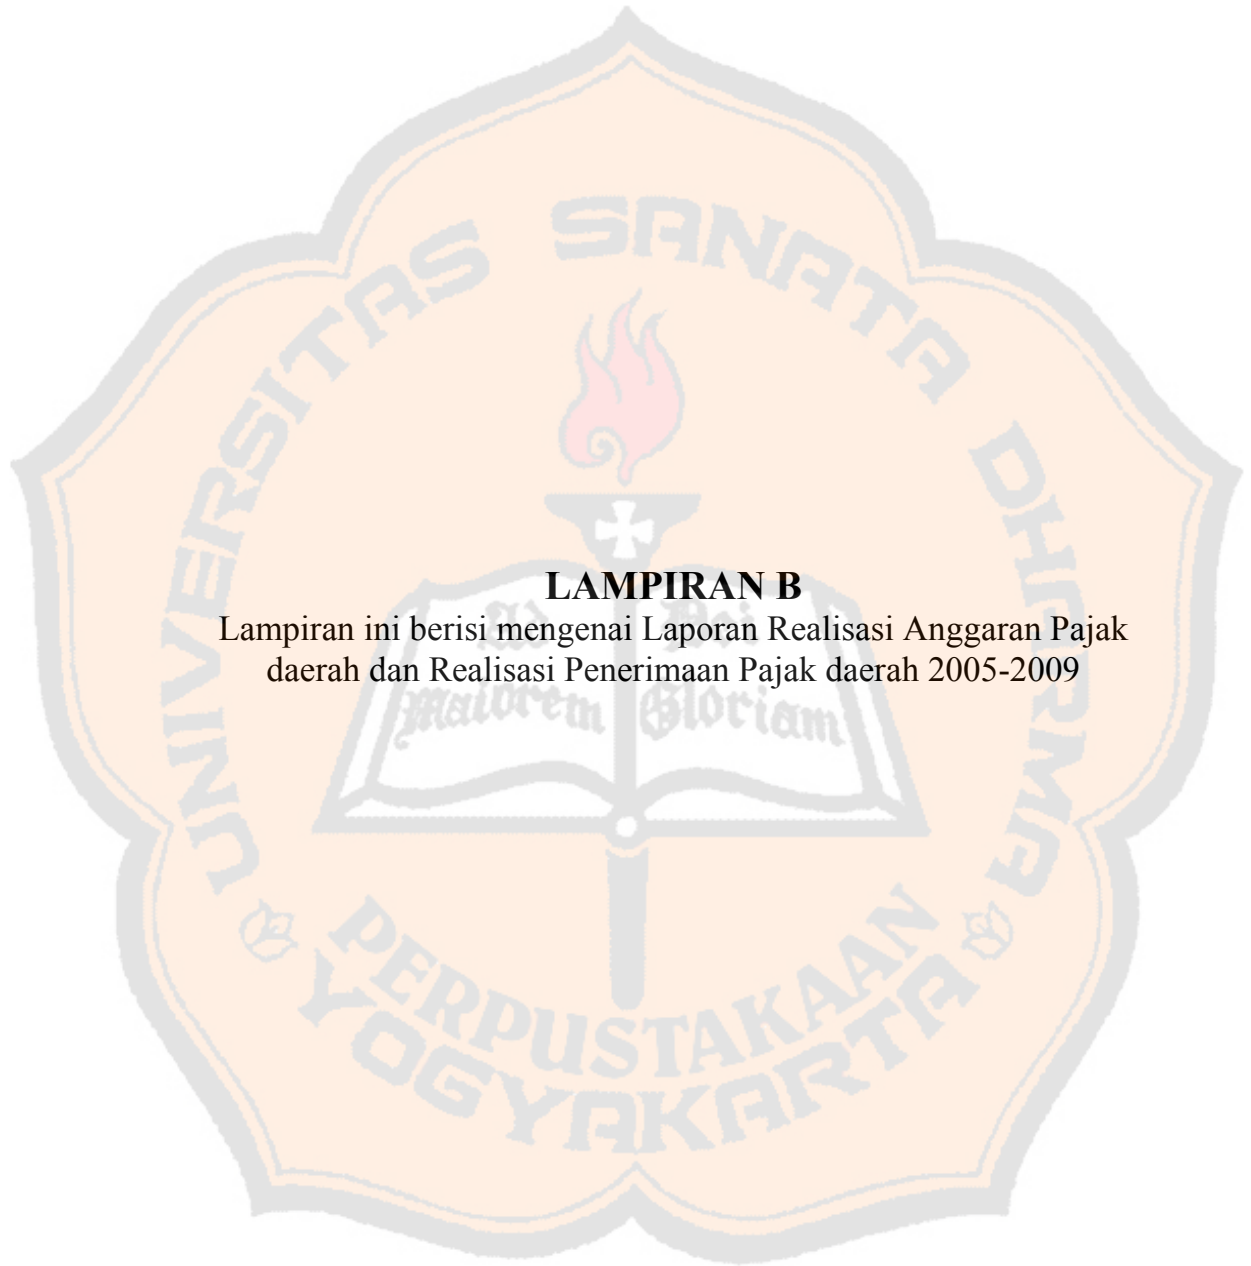 UNIVERSITAS SANATA DHARMA
LAMPIRAN B
Lampiran ini berisi mengenai Laporan Realisasi Anggaran Pajak
daerah dan Realisasi Penerimaan Pajak daerah 2005-2009
Ad Dei
Maiorem Gloriam
PERPUSTAKAAN
YOGYAKARTA